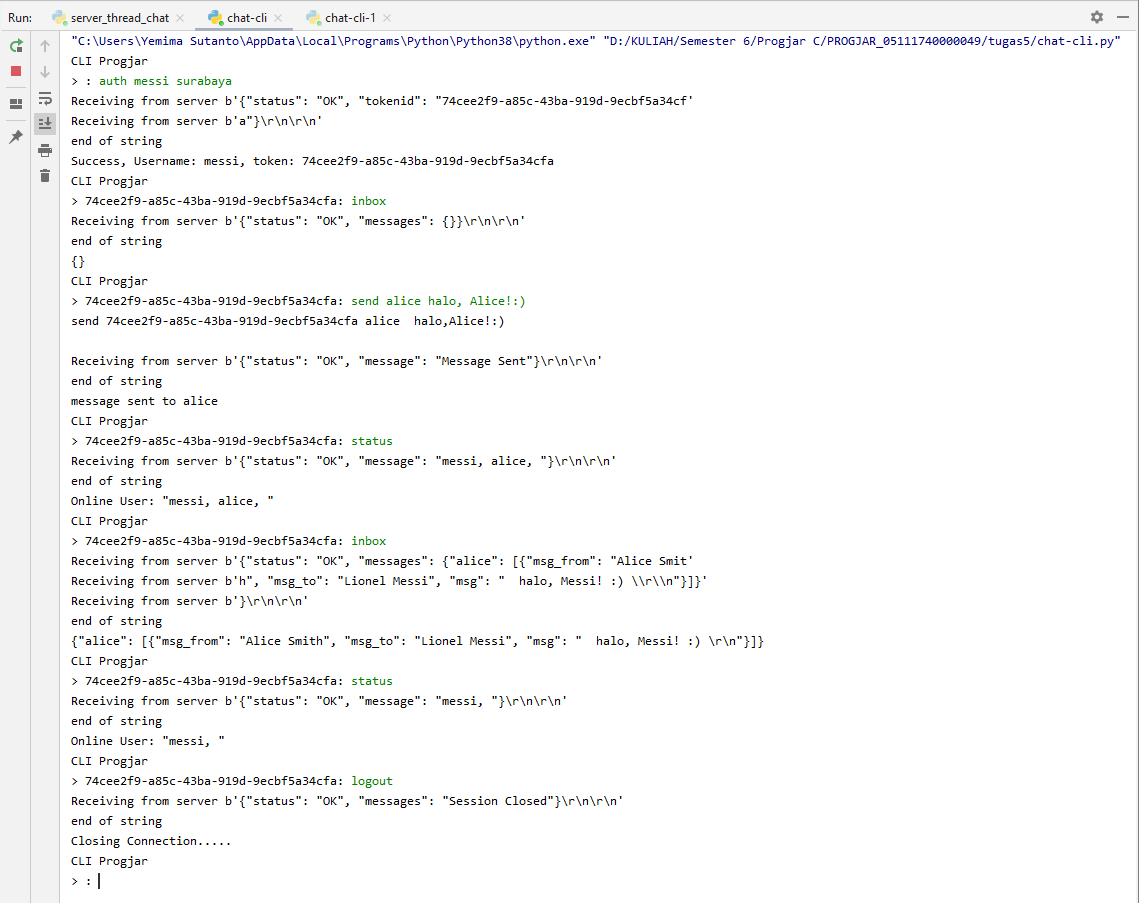 Run: server_thread_chat × chat-cli × chat-cli-1 ×
"C:\Users\Yemima Sutanto\AppData\Local\Programs\Python\Python38\python.exe" "D:/KULIAH/Semester 6/Progjar C/PROGJAR_05111740000049/tugas5/chat-cli.py"
CLI Progjar
> : auth messi surabaya
Receiving from server b'{"status": "OK", "tokenid": "74cee2f9-a85c-43ba-919d-9ecbf5a34cf'
Receiving from server b'a"}\r\n\r\n'
end of string
Success, Username: messi, token: 74cee2f9-a85c-43ba-919d-9ecbf5a34cfa
CLI Progjar
> 74cee2f9-a85c-43ba-919d-9ecbf5a34cfa: inbox
Receiving from server b'{"status": "OK", "messages": {}}\r\n\r\n'
end of string
{}
CLI Progjar
> 74cee2f9-a85c-43ba-919d-9ecbf5a34cfa: send alice halo, Alice!:)
send 74cee2f9-a85c-43ba-919d-9ecbf5a34cfa alice  halo,Alice!:)
Receiving from server b'{"status": "OK", "message": "Message Sent"}\r\n\r\n'
end of string
message sent to alice
CLI Progjar
> 74cee2f9-a85c-43ba-919d-9ecbf5a34cfa: status
Receiving from server b'{"status": "OK", "message": "messi, alice, "}\r\n\r\n'
end of string
Online User: "messi, alice, "
CLI Progjar
> 74cee2f9-a85c-43ba-919d-9ecbf5a34cfa: inbox
Receiving from server b'{"status": "OK", "messages": {"alice": [{"msg_from": "Alice Smit'
Receiving from server b'h", "msg_to": "Lionel Messi", "msg": "  halo, Messi! :) \\r\\n"}]}'
Receiving from server b'}\r\n\r\n'
end of string
{"alice": [{"msg_from": "Alice Smith", "msg_to": "Lionel Messi", "msg": "  halo, Messi! :) \r\n"}]}
CLI Progjar
> 74cee2f9-a85c-43ba-919d-9ecbf5a34cfa: status
Receiving from server b'{"status": "OK", "message": "messi, "}\r\n\r\n'
end of string
Online User: "messi, "
CLI Progjar
> 74cee2f9-a85c-43ba-919d-9ecbf5a34cfa: logout
Receiving from server b'{"status": "OK", "messages": "Session Closed"}\r\n\r\n'
end of string
Closing Connection.....
CLI Progjar
> :